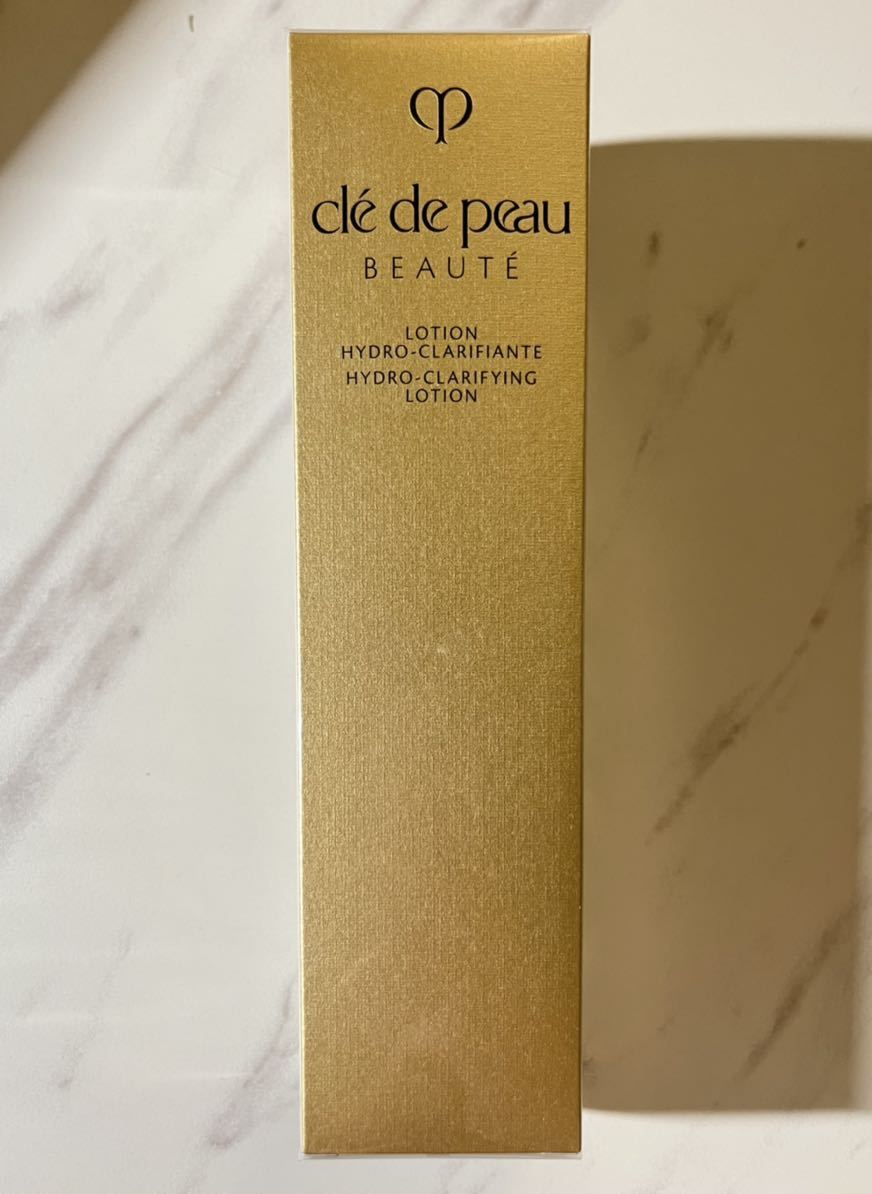 clé de peau
BEAUTÉ
LOTION
HYDRO-CLARIFIANTE
HYDRO-CLARIFYING
LOTION